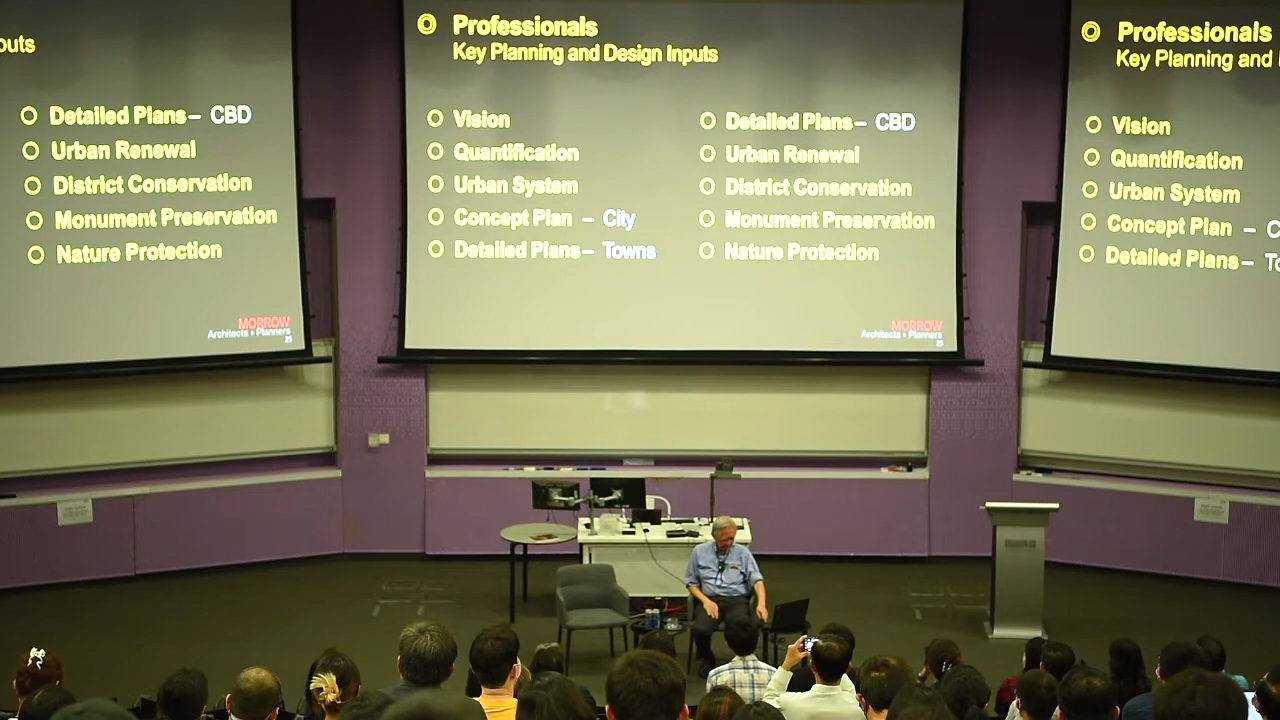 Detailed Plans– CBD
Urban Renewal
District Conservation
Monument Preservation
Nature Protection
MORROW
Architects + Planners
25
Professionals
Key Planning and Design Inputs
Vision
Quantification
Urban System
Concept Plan – City
Detailed Plans– Towns
Detailed Plans– CBD
Urban Renewal
District Conservation
Monument Preservation
Nature Protection
MORROW
Architects + Planners
25
Professionals
Key Planning and
Vision
Quantification
Urban System
Concept Plan –
Detailed Plans–